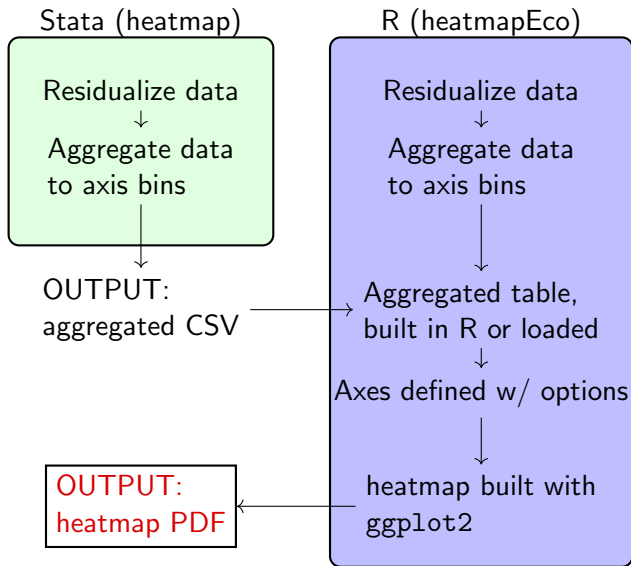 Stata (heatmap)
Residualize data
Aggregate data
to axis bins
OUTPUT:
aggregated CSV
R (heatmapEco)
Residualize data
Aggregate data
to axis bins
Aggregated table,
built in R or loaded
Axes defined w/ options
heatmap built with
ggplot2
OUTPUT:
heatmap PDF